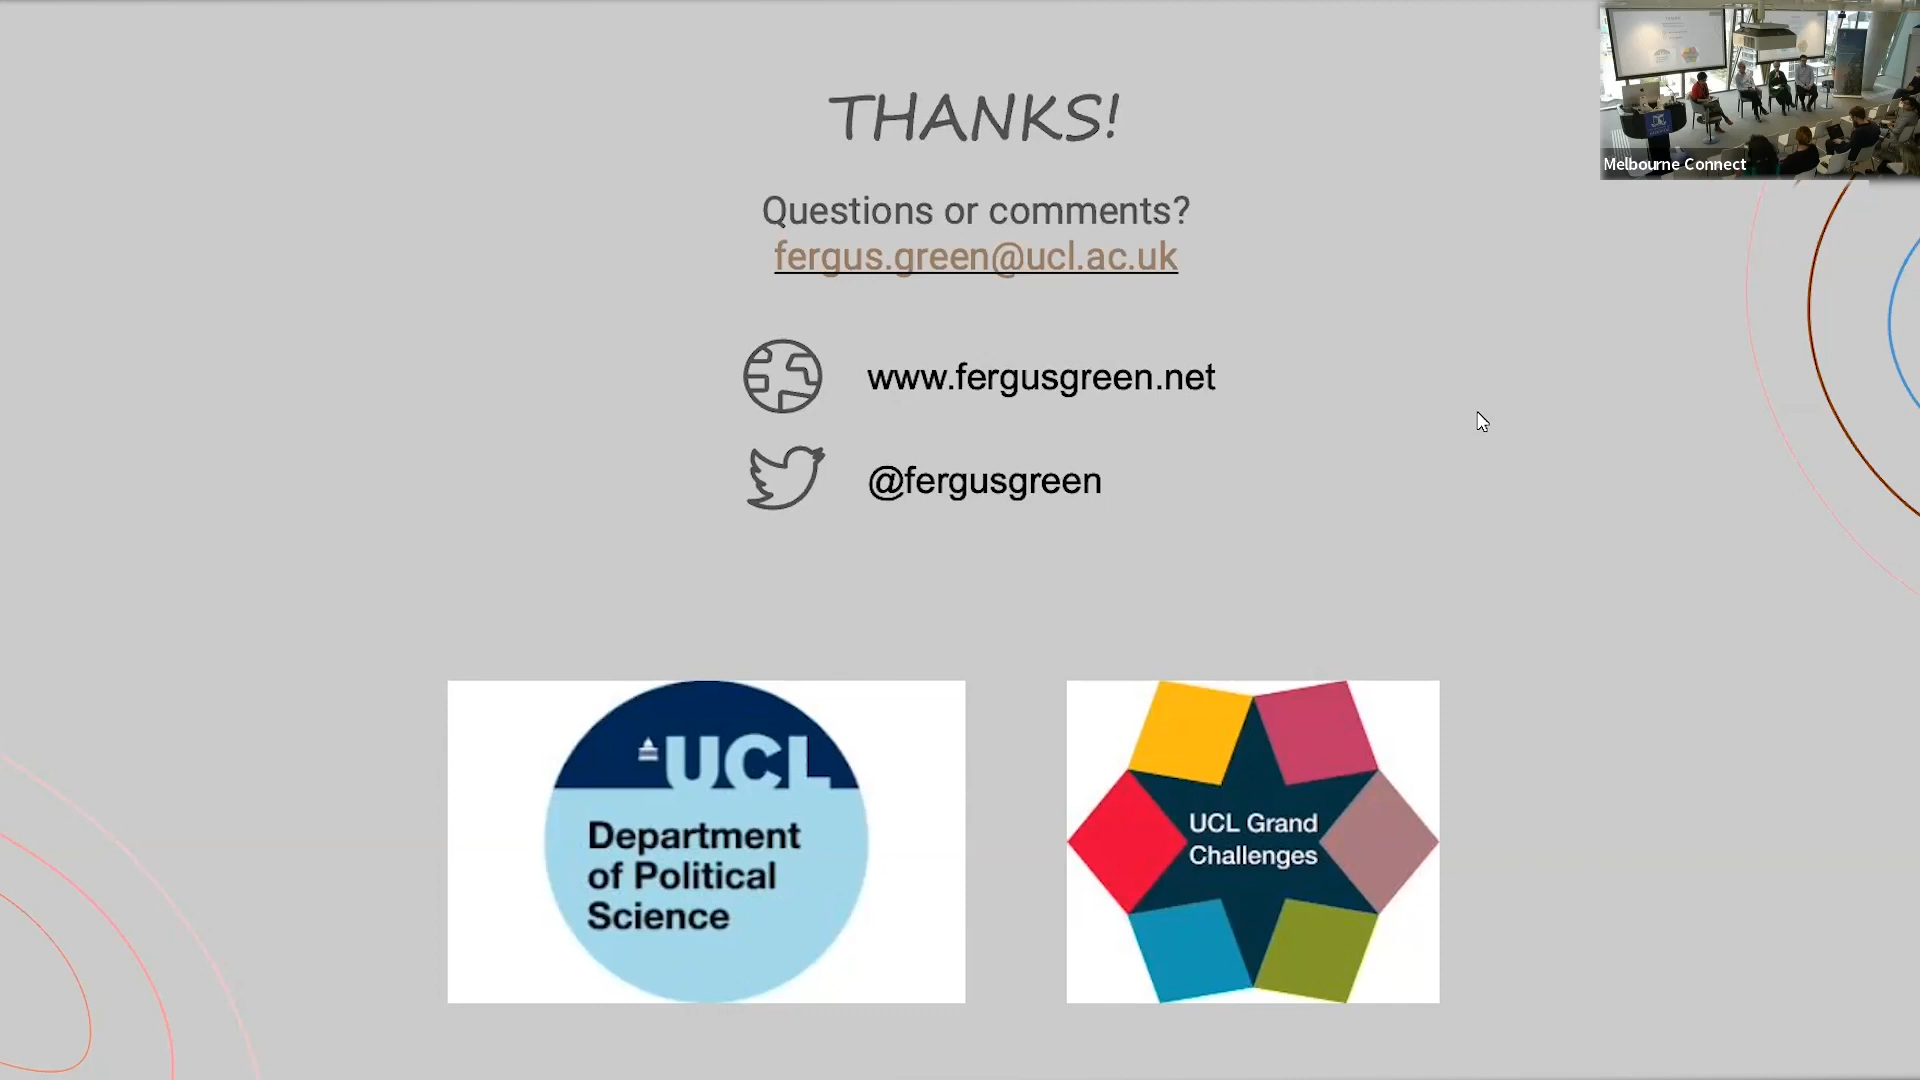 THANKS!
Questions or comments?
fergus.green@ucl.ac.uk
www.fergusgreen.net
@fergusgreen
UCL
Department
of Political
Science
UCL Grand
Challenges
Melbourne Connect